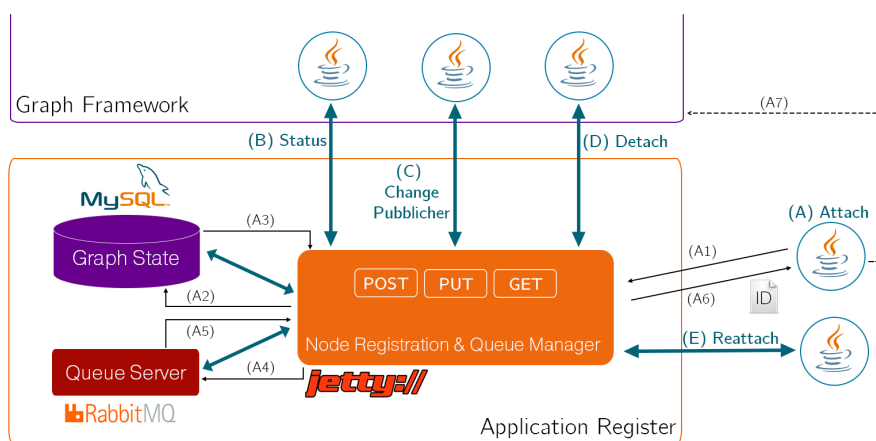 Graph Framework
(A7)
(B) Status
(C)
Change
Pubblicher
(D) Detach
MySQL
TM
Graph State
(A3)
(A2)
(A5)
(A4)
Queue Server
RabbitMQ
POST PUT GET
Node Registration & Queue Manager
jetty://
(A) Attach
(A1)
(A6)
ID
(E) Reattach
Application Register